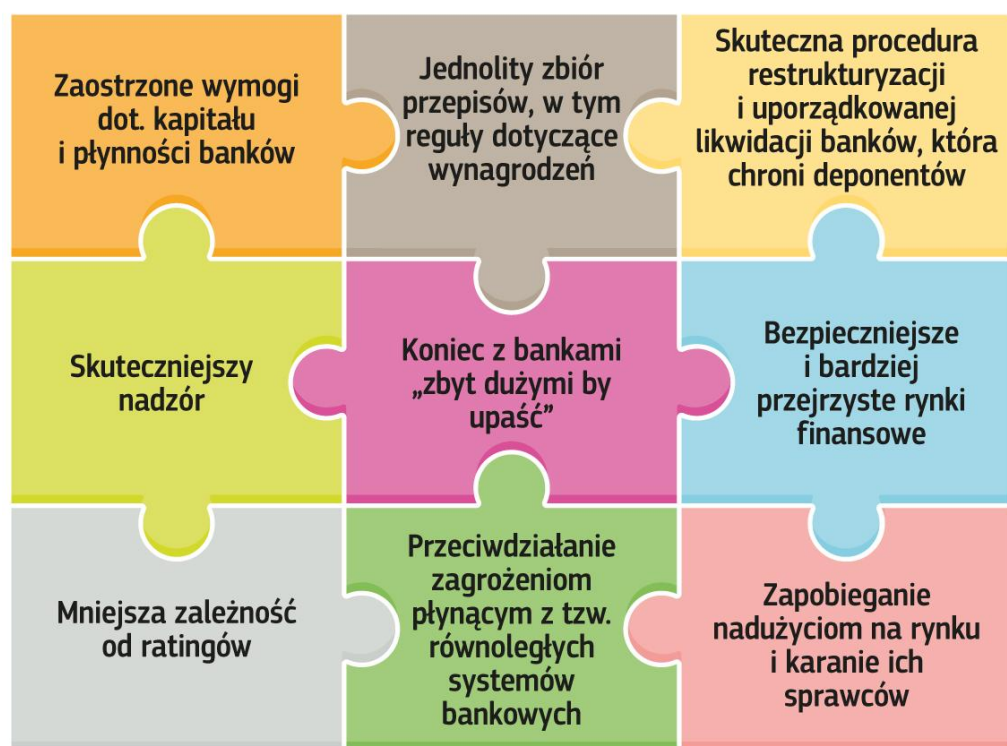 Zaostrzone wymogi
dot. kapitału
i płynności banków
Jednolity zbiór
przepisów, w tym
reguły dotyczące
wynagrodzeń
Skuteczna procedura
restrukturyzacji
i uporządkowanej
likwidacji banków, która
chroni deponentów
Skuteczniejszy
nadzór
Koniec z bankami
„zbyt dużymi by
upaść”
Bezpieczniejsze
i bardziej
przejrzyste rynki
finansowe
Mniejsza zależność
od ratingów
Przeciwdziałanie
zagrożeniom
płynącym z tzw.
równoległych
systemów
bankowych
Zapobieganie
nadużyciom na rynku
i karanie ich
sprawców